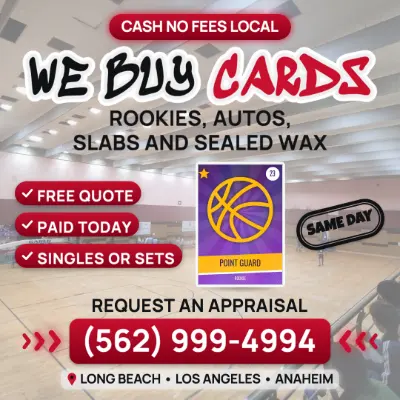 CASH NO FEES LOCAL
WE BUY CARDS
ROOKIES, AUTOS,
SLABS AND SEALED WAX
FREE QUOTE
PAID TODAY
SINGLES OR SETS
23
POINT GUARD
SAME DAY
REQUEST AN APPRAISAL
(562) 999-4994
LONG BEACH • LOS ANGELES • ANAHEIM